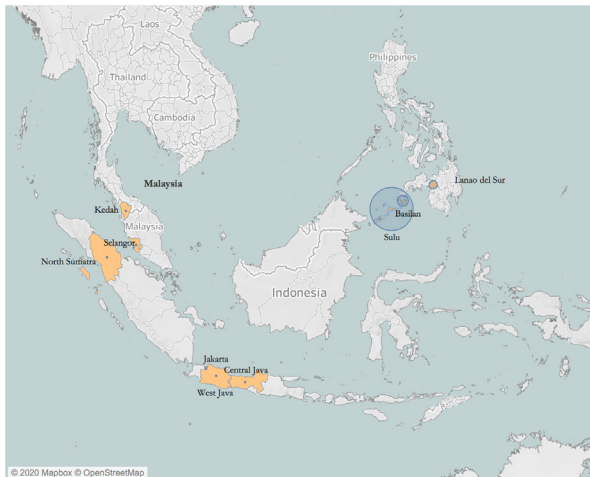 Laos
Philippines
Thailand
Cambodia
Malaysia
Lanao del Sur
Kedah
Basilan
Malaysia
Sulu
Selangor
North Sumatra
Indonesia
Jakarta
Central Java
West Java
© 2020 Mapbox © OpenStreetMap